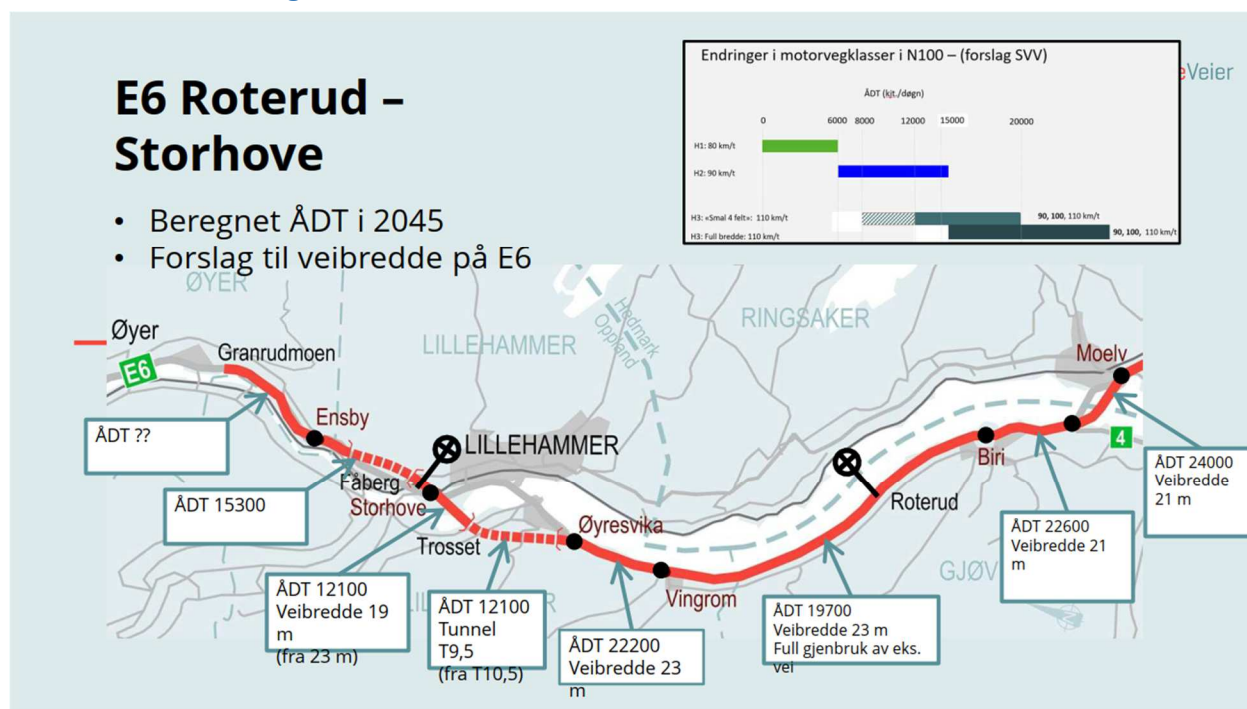 E6 Roterud –
Storhove
• Beregnet ÅDT i 2045
• Forslag til veibredde på E6
Endringer i motorvegklasser i N100 – (forslag SVV)
ÅDT (kjt./døgn)
0 6000 8000 12000 15000 20000
H1: 80 km/t
H2: 90 km/t
H3: «Smal 4 felt»: 110 km/t
90, 100, 110 km/t
H3: Full bredde: 110 km/t
90, 100, 110 km/t
eVeier
ØYER
Øyer
E6
Granrudmoen
LILLEHAMMER
Hedmark
Oppland
RINGSAKER
Moelv
Ensby
LILLEHAMMER
Fåberg
Storhove
Trosset
Øyresvika
Vingrom
Roterud
Biri
4
GJØV
ÅDT ??
ÅDT 15300
ÅDT 12100
Veibredde 19
m
(fra 23 m)
ÅDT 12100
Tunnel
T9,5
(fra T10,5)
ÅDT 22200
Veibredde 23
m
ÅDT 19700
Veibredde 23 m
Full gjenbruk av eks.
vei
ÅDT 22600
Veibredde 21
m
ÅDT 24000
Veibredde
21 m